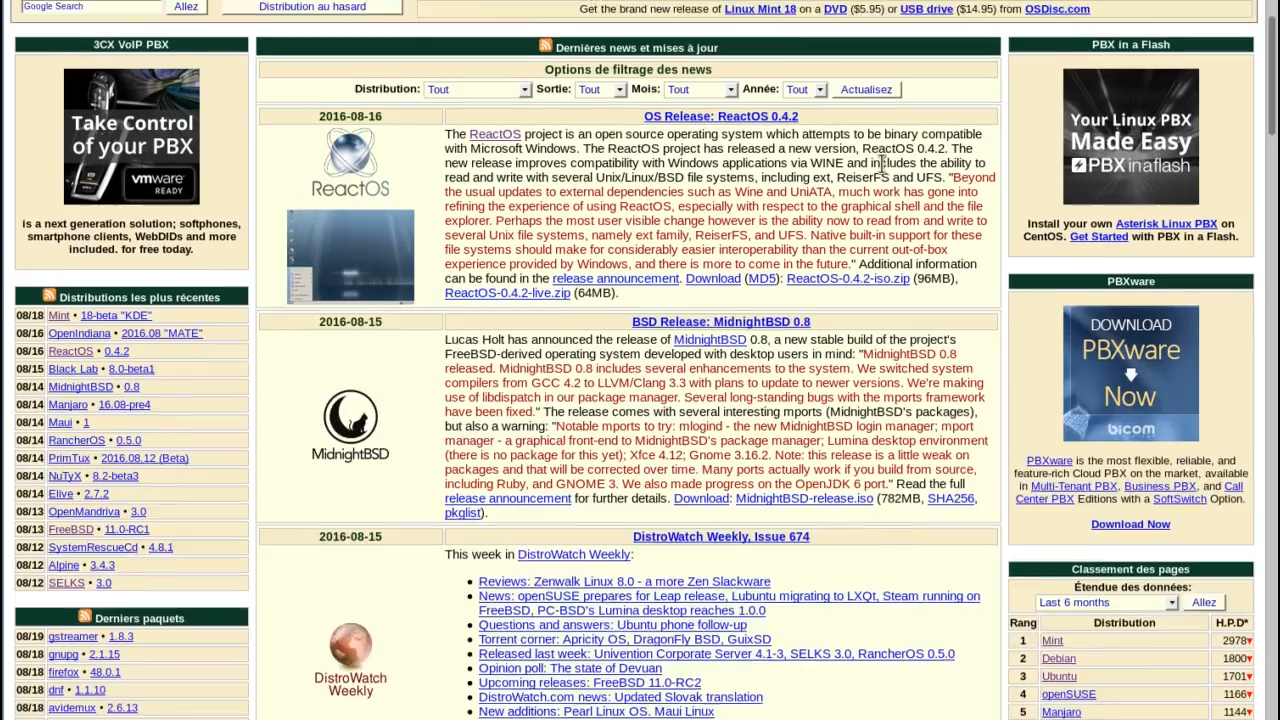 Google Search
Allez
Distribution au hasard
Get the brand new release of Linux Mint 18 on a DVD ($5.95) or USB drive ($14.95) from OSDisc.com
3CX VoIP PBX
Take Control
of your PBX
vmware
READY
is a next generation solution; softphones,
smartphone clients, WebDIDs and more
included. for free today.
Distributions les plus récentes
08/18 Mint • 18-beta "KDE"
08/16 OpenIndiana • 2016.08 "MATE"
08/16 ReactOS • 0.4.2
08/15 Black Lab • 8.0-beta1
08/14 MidnightBSD • 0.8
08/14 Manjaro • 16.08-pre4
08/14 Maui • 1
08/14 RancherOS • 0.5.0
08/14 PrimTux • 2016.08.12 (Beta)
08/14 NuTyX • 8.2-beta3
08/14 Elive • 2.7.2
08/13 OpenMandriva • 3.0
08/13 FreeBSD • 11.0-RC1
08/12 SystemRescueCd • 4.8.1
08/12 Alpine • 3.4.3
08/12 SELKS • 3.0
Derniers paquets
08/19 gstreamer • 1.8.3
08/18 gnupg • 2.1.15
08/18 firefox • 48.0.1
08/18 dnf • 1.1.10
08/18 avidemux • 2.6.13
Dernières news et mises à jour
Options de filtrage des news
Distribution: Tout Sortie: Tout Mois: Tout Année: Tout Actualisez
2016-08-16
OS Release: ReactOS 0.4.2
ReactOS
The ReactOS project is an open source operating system which attempts to be binary compatible
with Microsoft Windows. The ReactOS project has released a new version, ReactOS 0.4.2. The
new release improves compatibility with Windows applications via WINE and includes the ability to
read and write with several Unix/Linux/BSD file systems, including ext, ReiserFS and UFS. "Beyond
the usual updates to external dependencies such as Wine and UniATA, much work has gone into
refining the experience of using ReactOS, especially with respect to the graphical shell and the file
explorer. Perhaps the most user visible change however is the ability now to read from and write to
several Unix file systems, namely ext family, ReiserFS, and UFS. Native built-in support for these
file systems should make for considerably easier interoperability than the current out-of-box
experience provided by Windows, and there is more to come in the future." Additional information
can be found in the release announcement. Download (MD5): ReactOS-0.4.2-iso.zip (96MB),
ReactOS-0.4.2-live.zip (64MB).
2016-08-15
BSD Release: MidnightBSD 0.8
MidnightBSD
Lucas Holt has announced the release of MidnightBSD 0.8, a new stable build of the project's
FreeBSD-derived operating system developed with desktop users in mind: "MidnightBSD 0.8
released. MidnightBSD 0.8 includes several enhancements to the system. We switched system
compilers from GCC 4.2 to LLVM/Clang 3.3 with plans to update to newer versions. We're making
use of libdispatch in our package manager. Several long-standing bugs with the mports framework
have been fixed." The release comes with several interesting mports (MidnightBSD's packages),
but also a warning: "Notable mports to try: mlogind - the new MidnightBSD login manager; mport
manager - a graphical front-end to MidnightBSD's package manager; Lumina desktop environment
(there is no package for this yet); Xfce 4.12; Gnome 3.16.2. Note: this release is a little weak on
packages and that will be corrected over time. Many ports actually work if you build from source,
including Ruby, and GNOME 3. We also made progress on the OpenJDK 6 port." Read the full
release announcement for further details. Download: MidnightBSD-release.iso (782MB, SHA256,
pkglist).
2016-08-15
DistroWatch Weekly, Issue 674
DistroWatch
Weekly
This week in DistroWatch Weekly:
• Reviews: Zenwalk Linux 8.0 - a more Zen Slackware
• News: openSUSE prepares for Leap release, Lubuntu migrating to LXQt, Steam running on
FreeBSD, PC-BSD's Lumina desktop reaches 1.0.0
• Questions and answers: Ubuntu phone follow-up
• Torrent corner: Apricity OS, DragonFly BSD, GuixSD
• Released last week: Univention Corporate Server 4.1-3, SELKS 3.0, RancherOS 0.5.0
• Opinion poll: The state of Devuan
• Upcoming releases: FreeBSD 11.0-RC2
• DistroWatch.com news: Updated Slovak translation
• New additions: Pearl Linux OS. Maui Linux
PBX in a Flash
Your Linux PBX
Made Easy
PBX in a flash
Install your own Asterisk Linux PBX on
CentOS. Get Started with PBX in a Flash.
PBXware
DOWNLOAD
PBXware
Now
bicom
PBXware is the most flexible, reliable, and
feature-rich Cloud PBX on the market, available
in Multi-Tenant PBX, Business PBX, and Call
Center PBX Editions with a SoftSwitch Option.
Download Now
Classement des pages
Étendue des données:
Last 6 months Allez
Rang Distribution H.P.D*
1 Mint 2978▾
2 Debian 1800▾
3 Ubuntu 1701▾
4 openSUSE 1166▾
5 Manjaro 1144▾